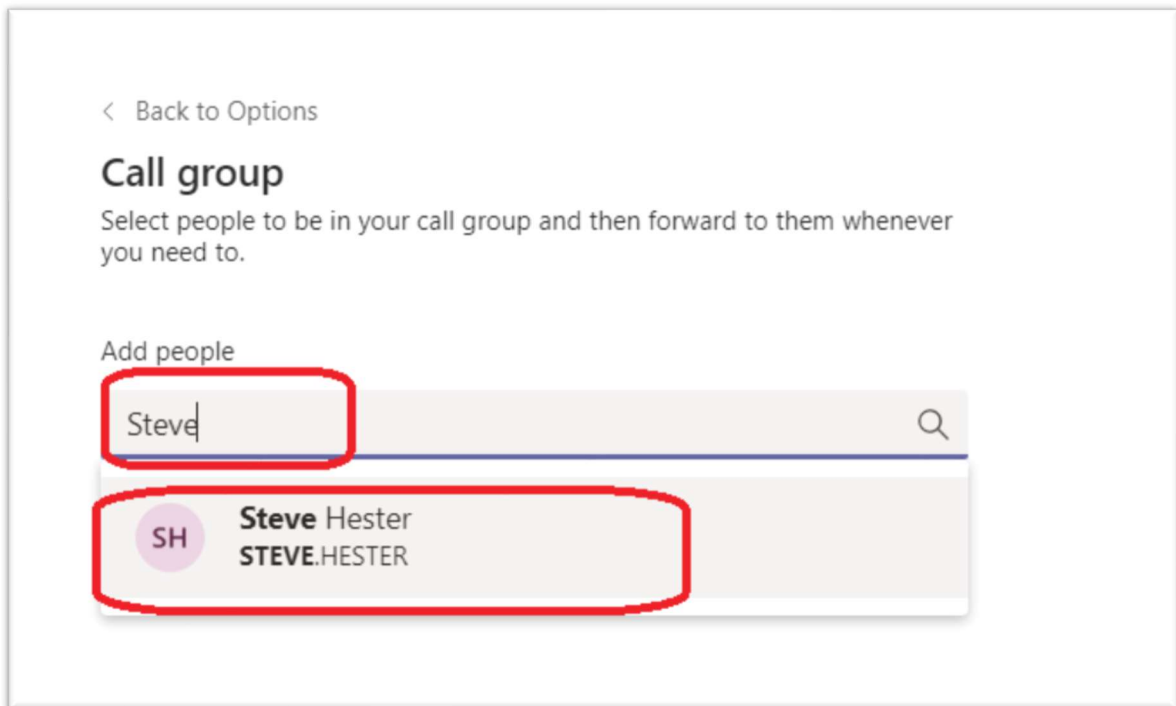 Back to Options
Call group
Select people to be in your call group and then forward to them whenever
you need to.
Add people
Steve
SH
Steve Hester
STEVE.HESTER